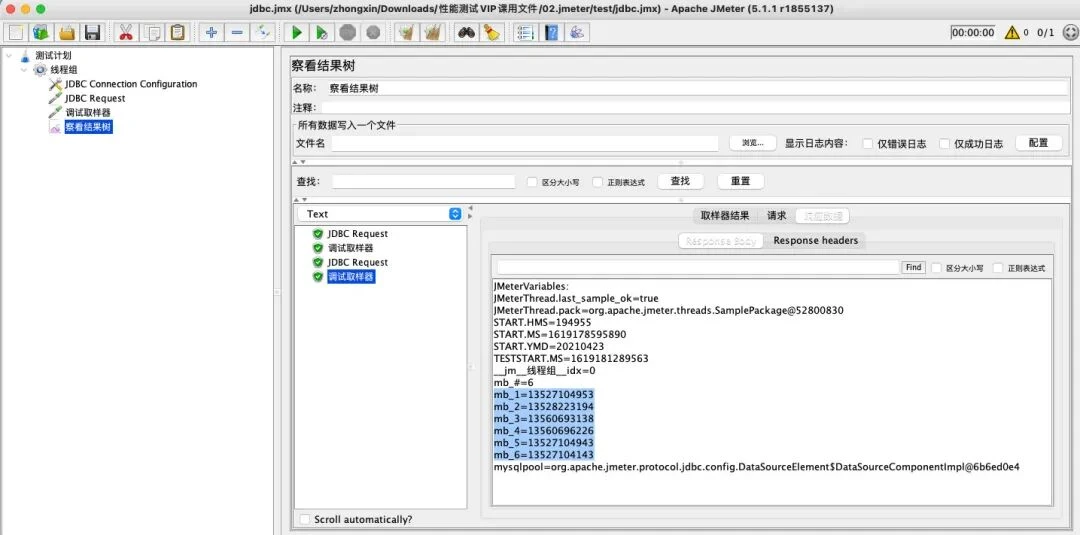 jdbc.jmx (/Users/zhongxin/Downloads/性能测试VIP课用文件/02.jmeter/test/jdbc.jmx) - Apache JMeter (5.1.1 r1855137)
00:00:00
0
0/1
测试计划
线程组
JDBC Connection Configuration
JDBC Request
调试取样器
察看结果树
察看结果树
名称： 察看结果树
注释：
所有数据写入一个文件
文件名
浏览...
显示日志内容：
仅错误日志
仅成功日志
配置
查找：
区分大小写
正则表达式
查找
重置
Text
JDBC Request
调试取样器
JDBC Request
调试取样器
Scroll automatically?
取样器结果
请求
响应数据
Response Body
Response headers
Find
区分大小写
正则表达式
JMeterVariables:
JMeterThread.last_sample_ok=true
JMeterThread.pack=org.apache.jmeter.threads.SamplePackage@52800830
START.HMS=194955
START.MS=1619178595890
START.YMD=20210423
TESTSTART.MS=1619181289563
__jm__线程组__idx=0
mb_#=6
mb_1=13527104953
mb_2=13528223194
mb_3=13560693138
mb_4=13560696226
mb_5=13527104943
mb_6=13527104143
mysqlpool=org.apache.jmeter.protocol.jdbc.config.DataSourceElement$DataSourceComponentImpl@6b6ed0e4